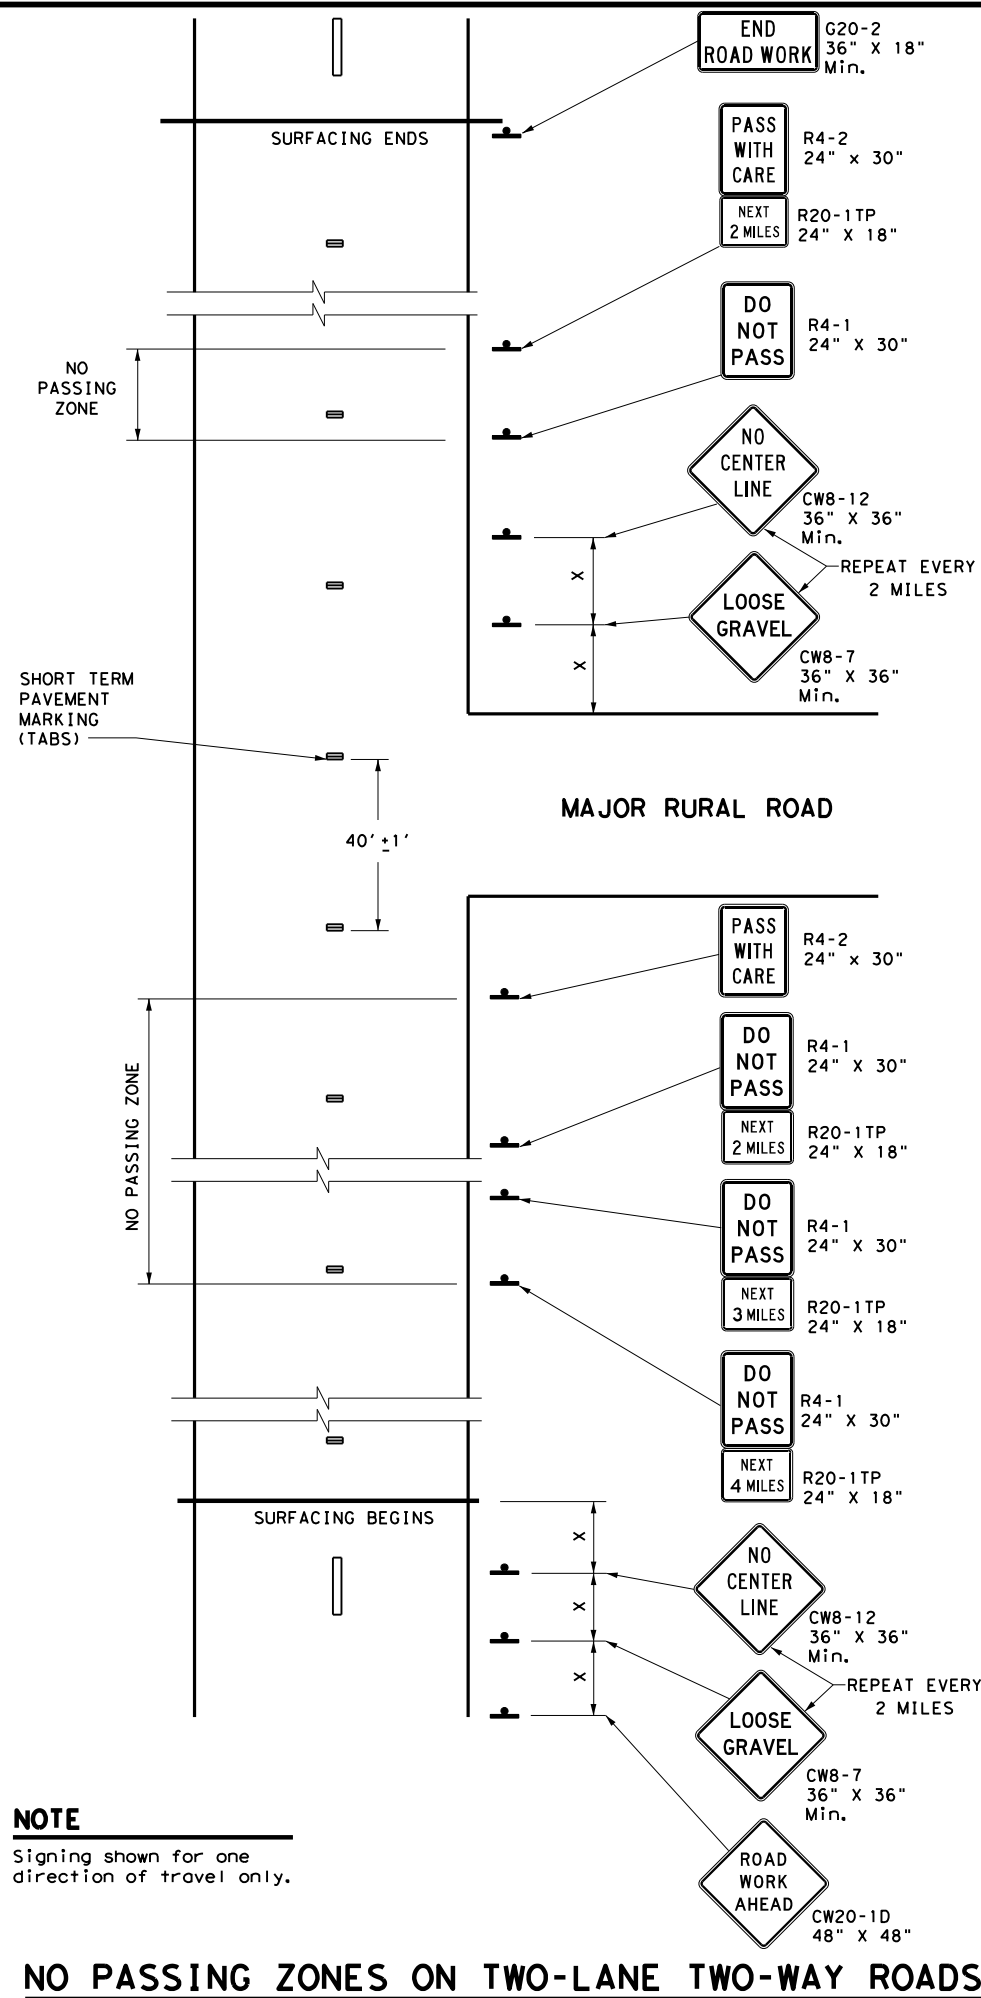 END
ROAD WORK
G20-2
36" X 18"
Min.
SURFACING ENDS
PASS
WITH
CARE
R4-2
24" x 30"
NEXT
2 MILES
R20-1TP
24" X 18"
DO
NOT
PASS
R4-1
24" X 30"
NO
PASSING
ZONE
NO
CENTER
LINE
CW8-12
36" X 36"
Min.
X
REPEAT EVERY
2 MILES
LOOSE
GRAVEL
CW8-7
36" X 36"
Min.
X
SHORT TERM
PAVEMENT
MARKING
(TABS)
40' ±1'
MAJOR RURAL ROAD
PASS
WITH
CARE
R4-2
24" x 30"
DO
NOT
PASS
R4-1
24" X 30"
NEXT
2 MILES
R20-1TP
24" X 18"
NO PASSING ZONE
DO
NOT
PASS
R4-1
24" X 30"
NEXT
3 MILES
R20-1TP
24" X 18"
DO
NOT
PASS
R4-1
24" X 30"
NEXT
4 MILES
R20-1TP
24" X 18"
SURFACING BEGINS
X
NO
CENTER
LINE
CW8-12
36" X 36"
Min.
X
X
REPEAT EVERY
2 MILES
LOOSE
GRAVEL
CW8-7
36" X 36"
Min.
NOTE
Signing shown for one
direction of travel only.
ROAD
WORK
AHEAD
CW20-1D
48" X 48"
NO PASSING ZONES ON TWO-LANE TWO-WAY ROADS